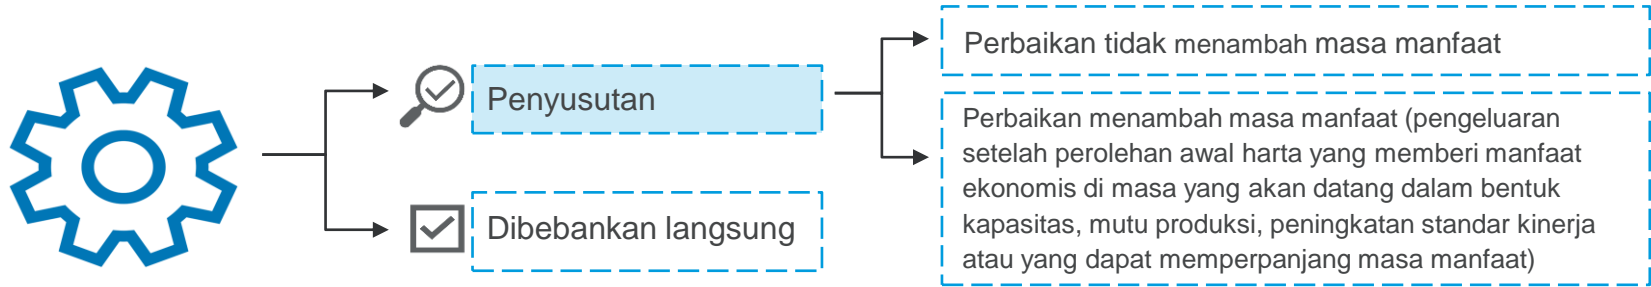 Perbaikan tidak menambah masa manfaat
Penyusutan
Perbaikan menambah masa manfaat (pengeluaran
setelah perolehan awal harta yang memberi manfaat
ekonomis di masa yang akan datang dalam bentuk
kapasitas, mutu produksi, peningkatan standar kinerja
atau yang dapat memperpanjang masa manfaat)
Dibebankan langsung